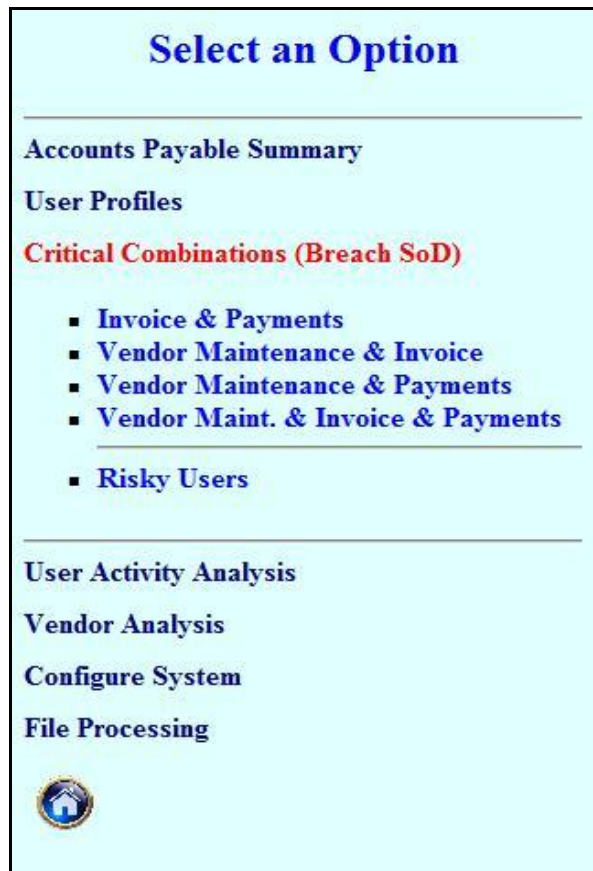 Select an Option
Accounts Payable Summary
User Profiles
Critical Combinations (Breach SoD)
Invoice & Payments
Vendor Maintenance & Invoice
Vendor Maintenance & Payments
Vendor Maint. & Invoice & Payments
Risky Users
User Activity Analysis
Vendor Analysis
Configure System
File Processing